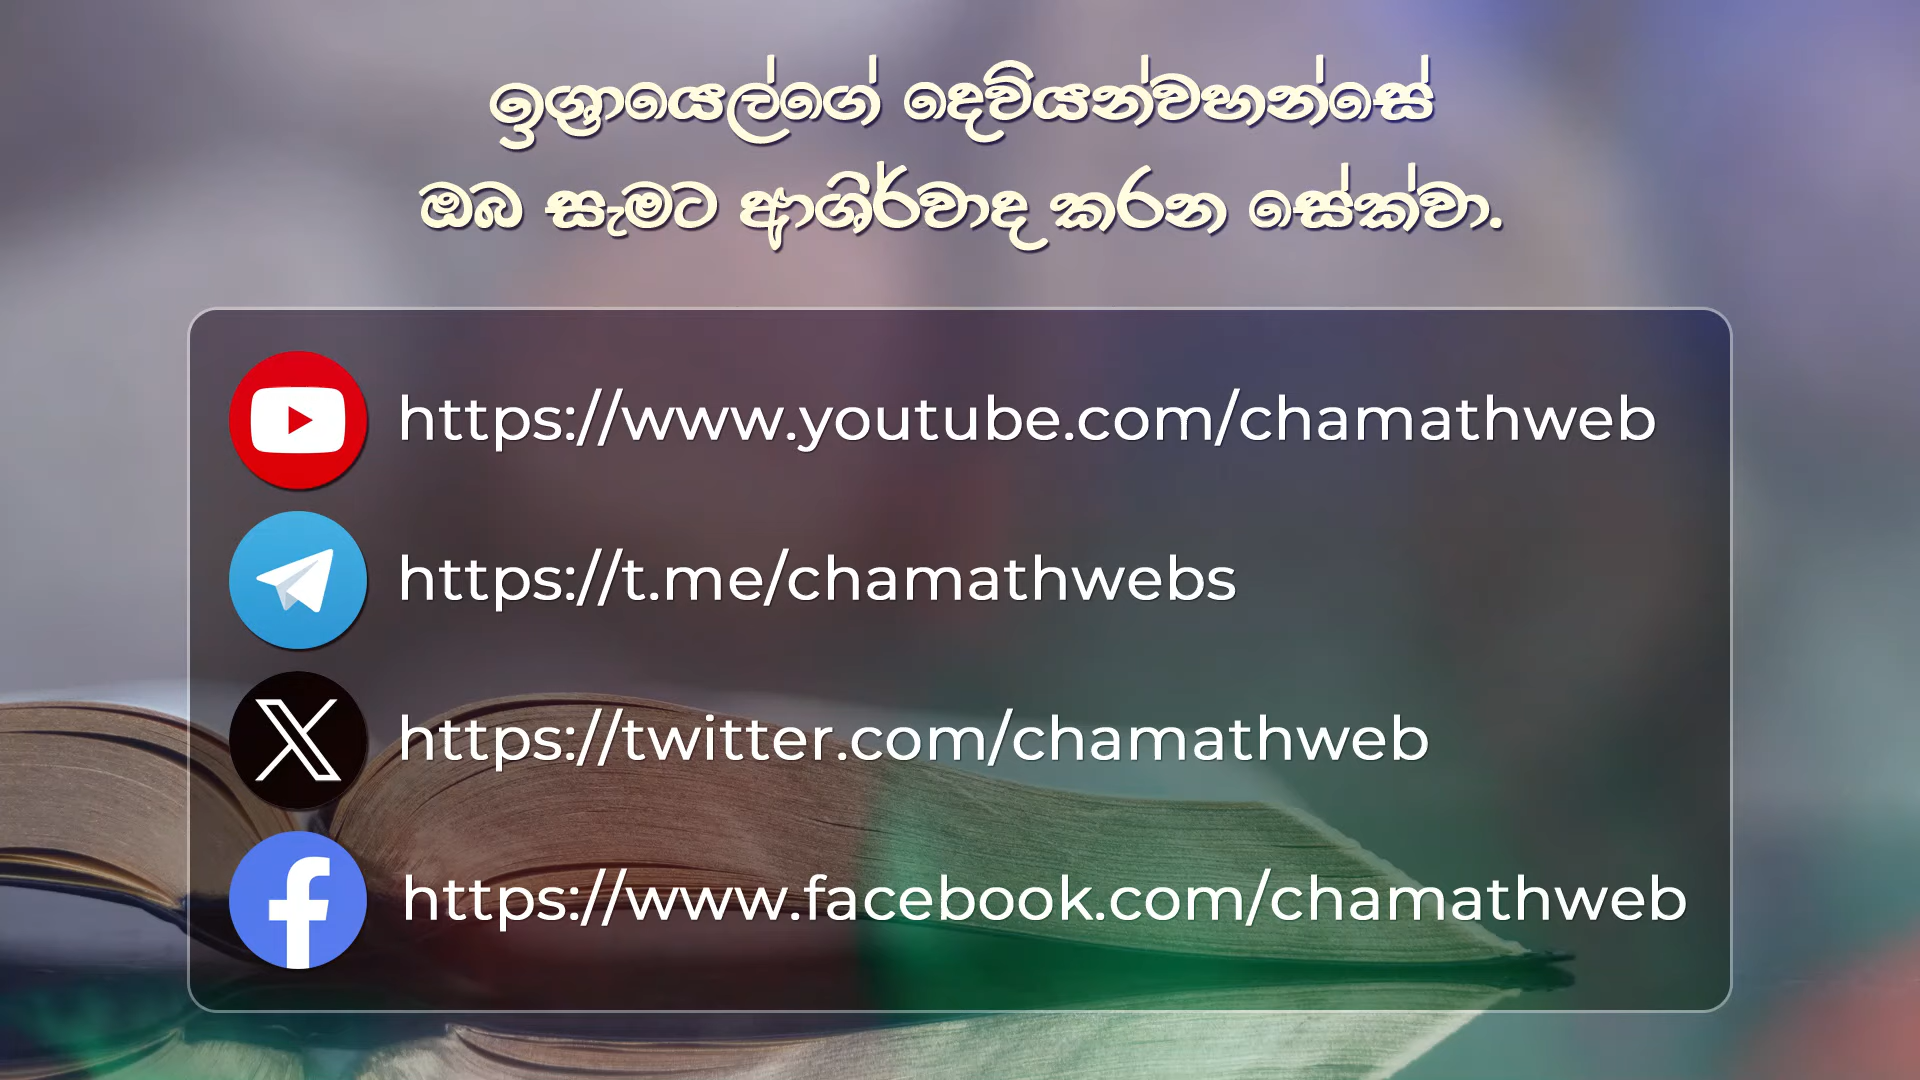 ඉශ්‍රායෙල්ගේ දෙවියන්වහන්සේ
ඔබ සැමට ආශිර්වාද කරන සේක්වා.
https://www.youtube.com/chamathweb
https://t.me/chamathwebs
https://twitter.com/chamathweb
https://www.facebook.com/chamathweb